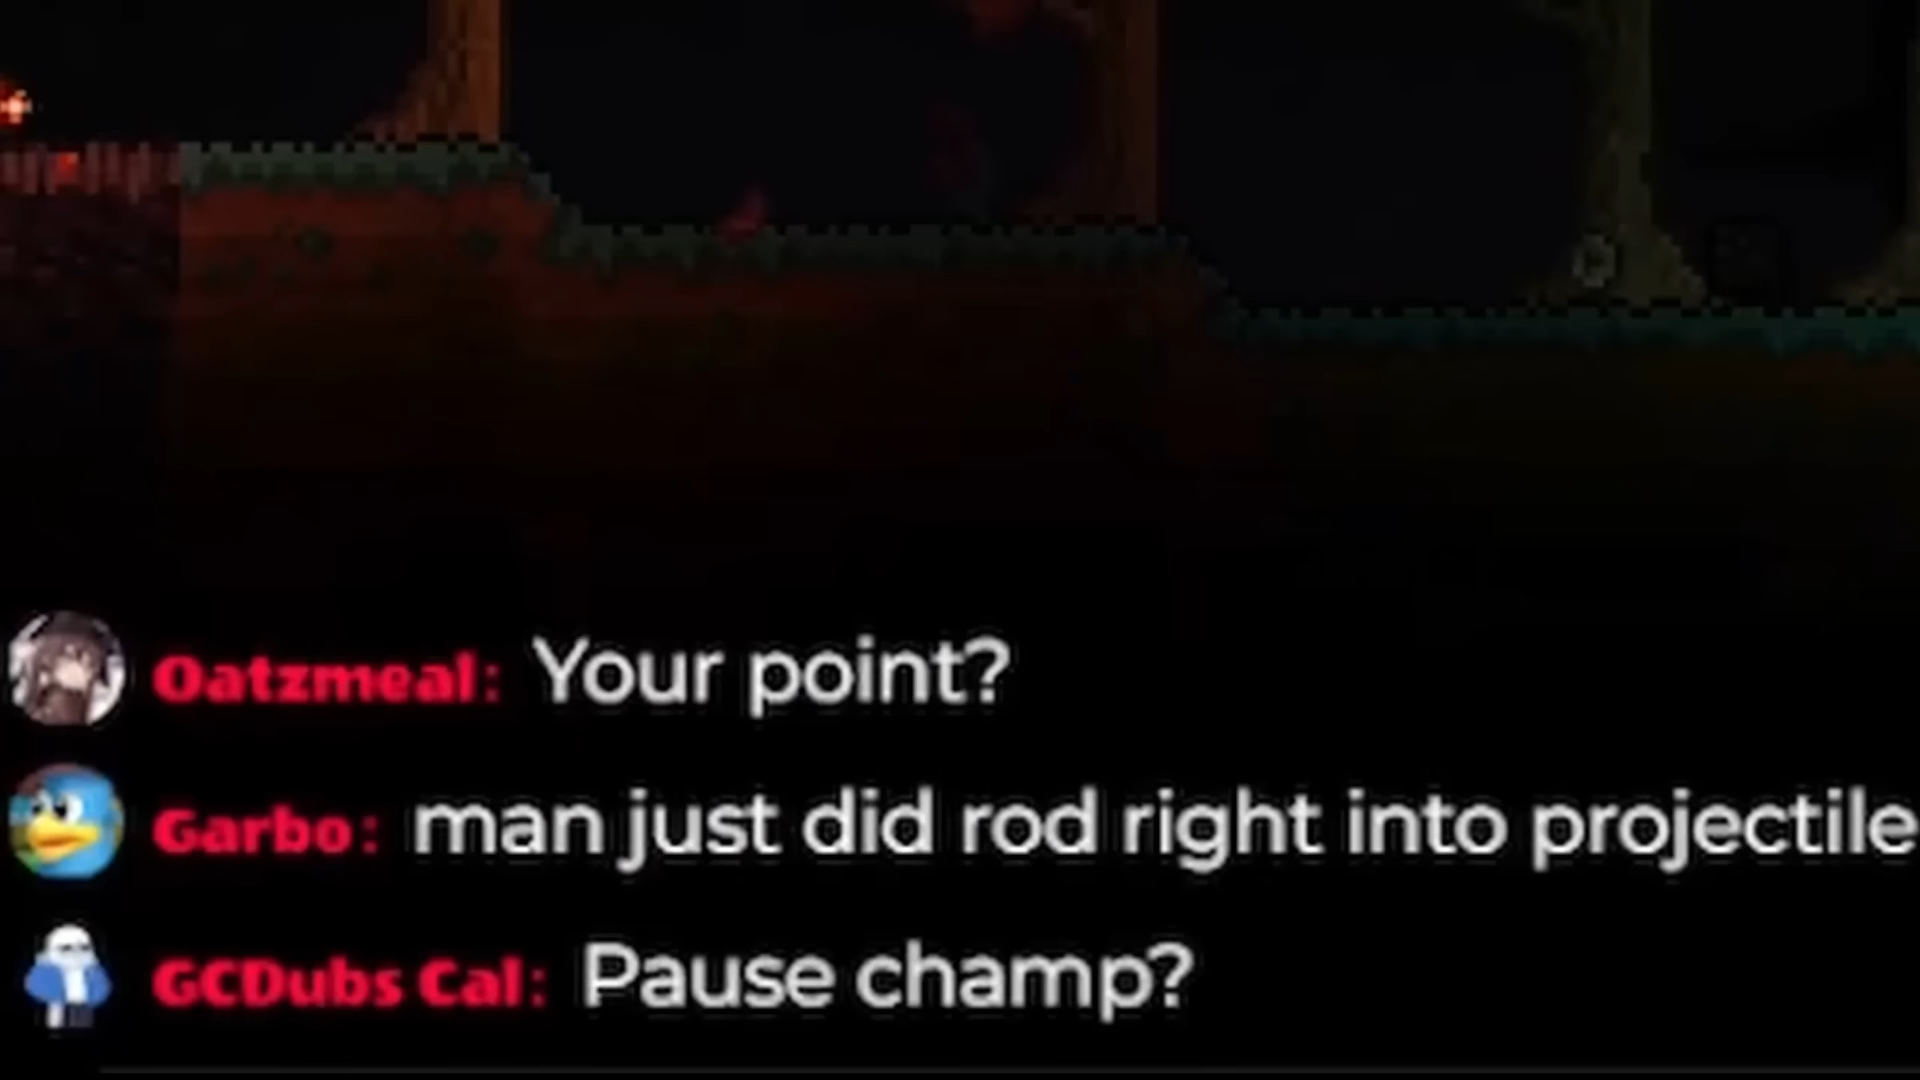 Oatzmeal: Your point?
Garbo: man just did rod right into projectile
GCDubs Cal: Pause champ?